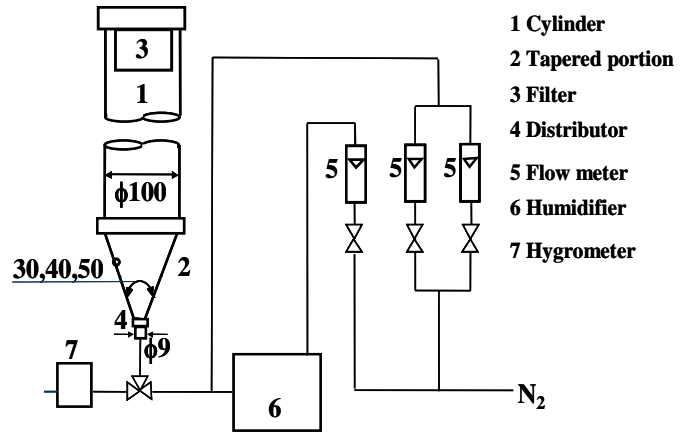 3
1
ϕ100
30,40,50
2
4
ϕ9
7
6
5
5
5
N2
1 Cylinder
2 Tapered portion
3 Filter
4 Distributor
5 Flow meter
6 Humidifier
7 Hygrometer